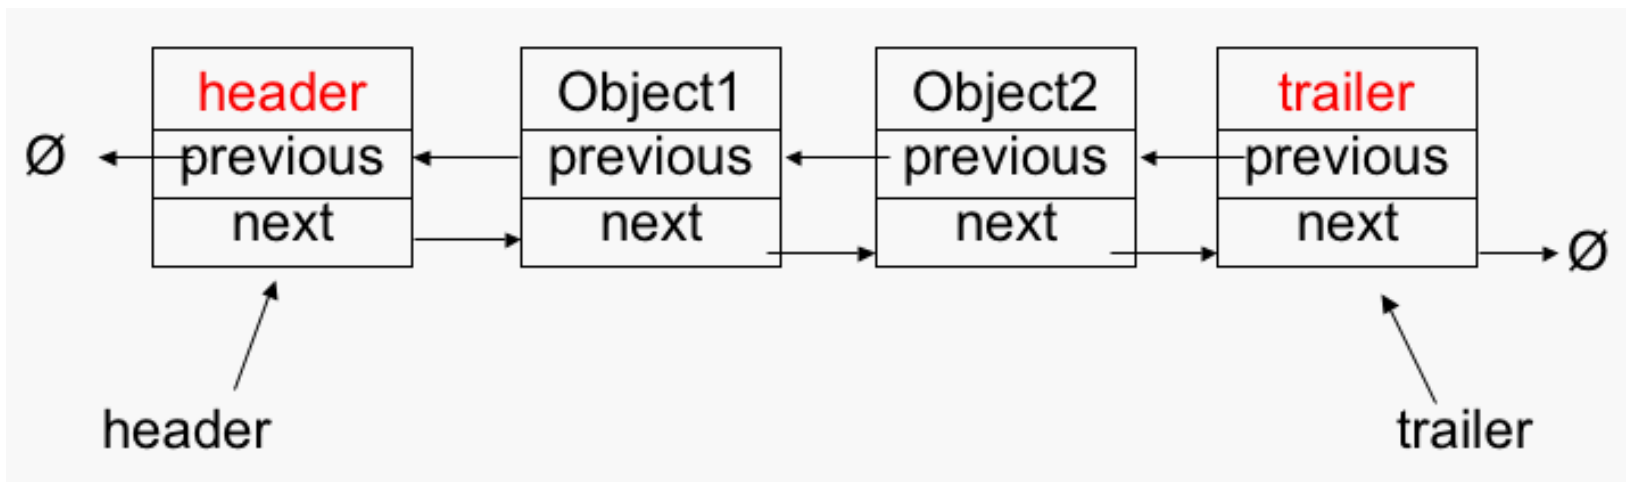 header Object1 Object2 trailer
Ø previous previous previous previous
next next next next Ø
header trailer